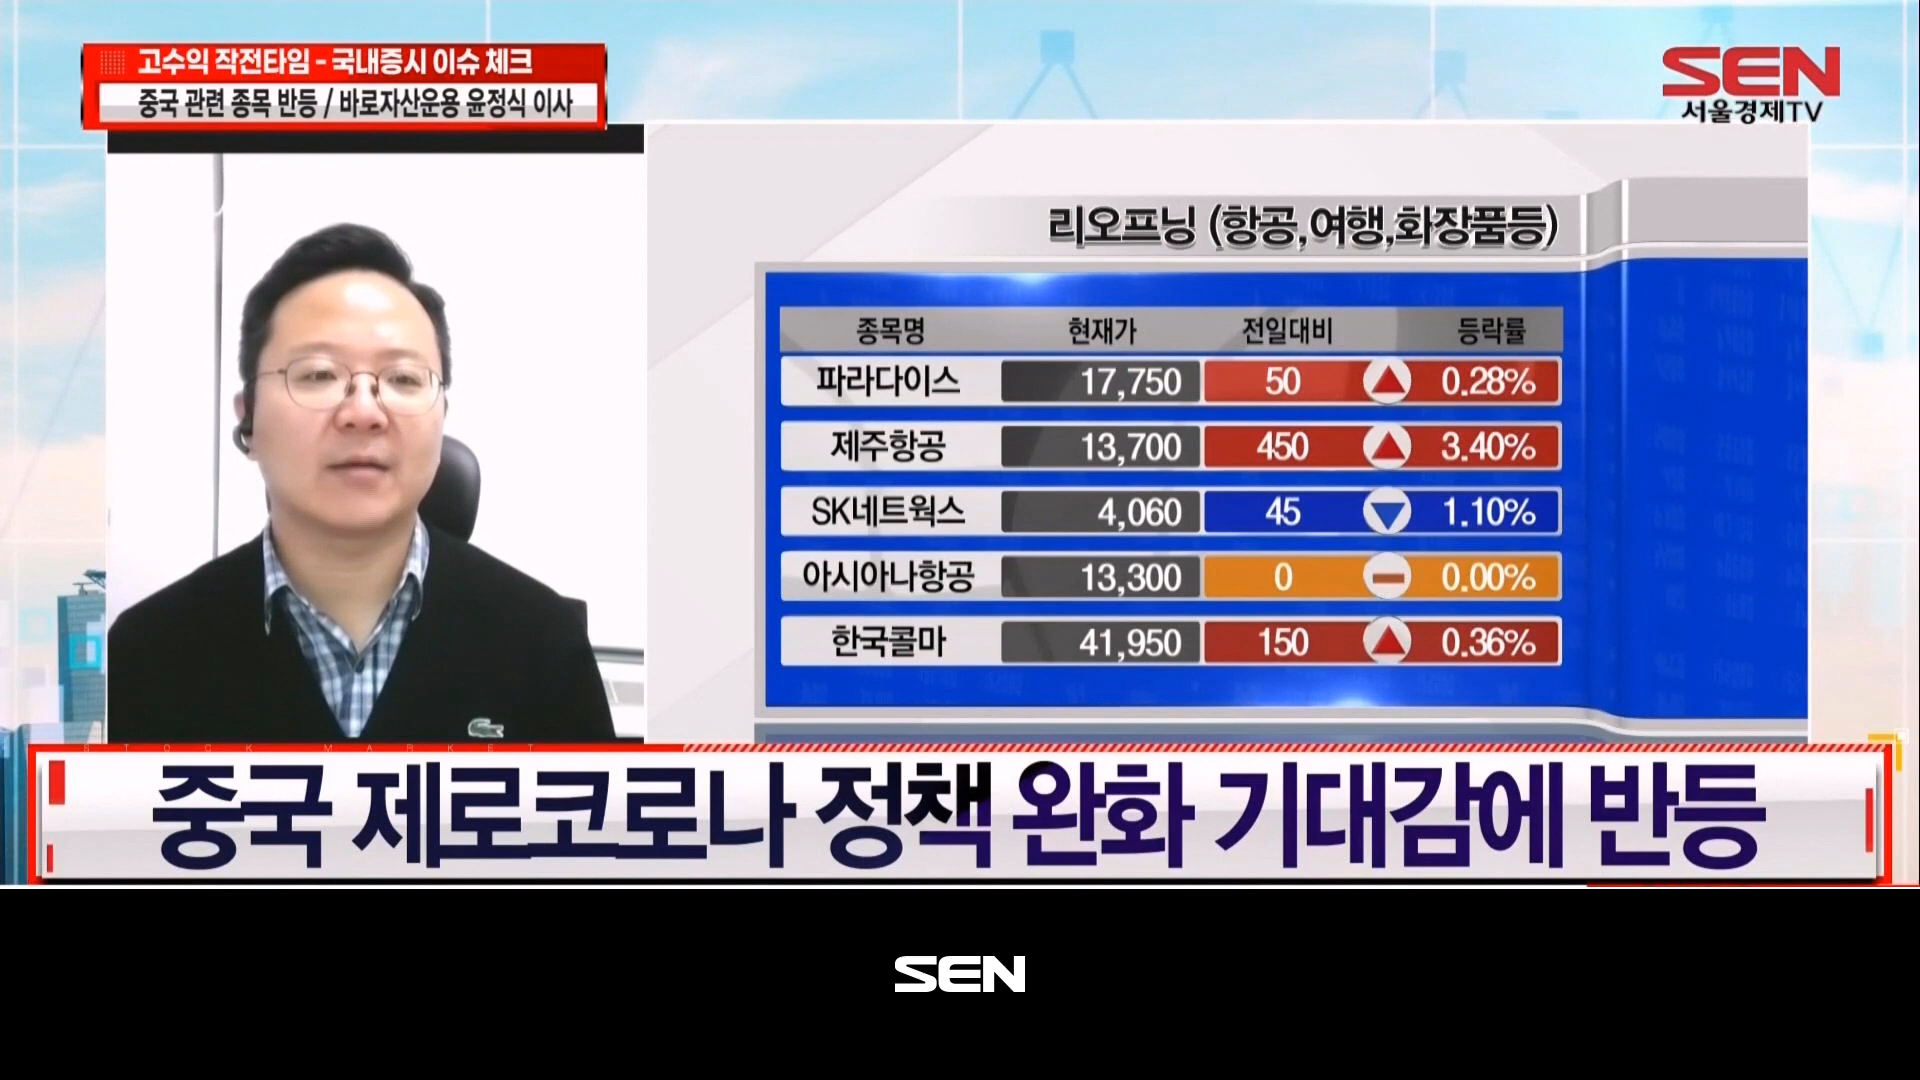 고수익 작전타임 - 국내증시 이슈 체크
중국 관련 종목 반등 / 바로자산운용 윤정식 이사
SEN
서울경제TV
리오프닝 (항공,여행,화장품등)
종목명 현재가 전일대비 등락률
파라다이스 17,750 50 ▲ 0.28%
제주항공 13,700 450 ▲ 3.40%
SK네트웍스 4,060 45 ▼ 1.10%
아시아나항공 13,300 0 - 0.00%
한국콜마 41,950 150 ▲ 0.36%
STOCK MARKET
중국 제로코로나 정책 완화 기대감에 반등
SEN